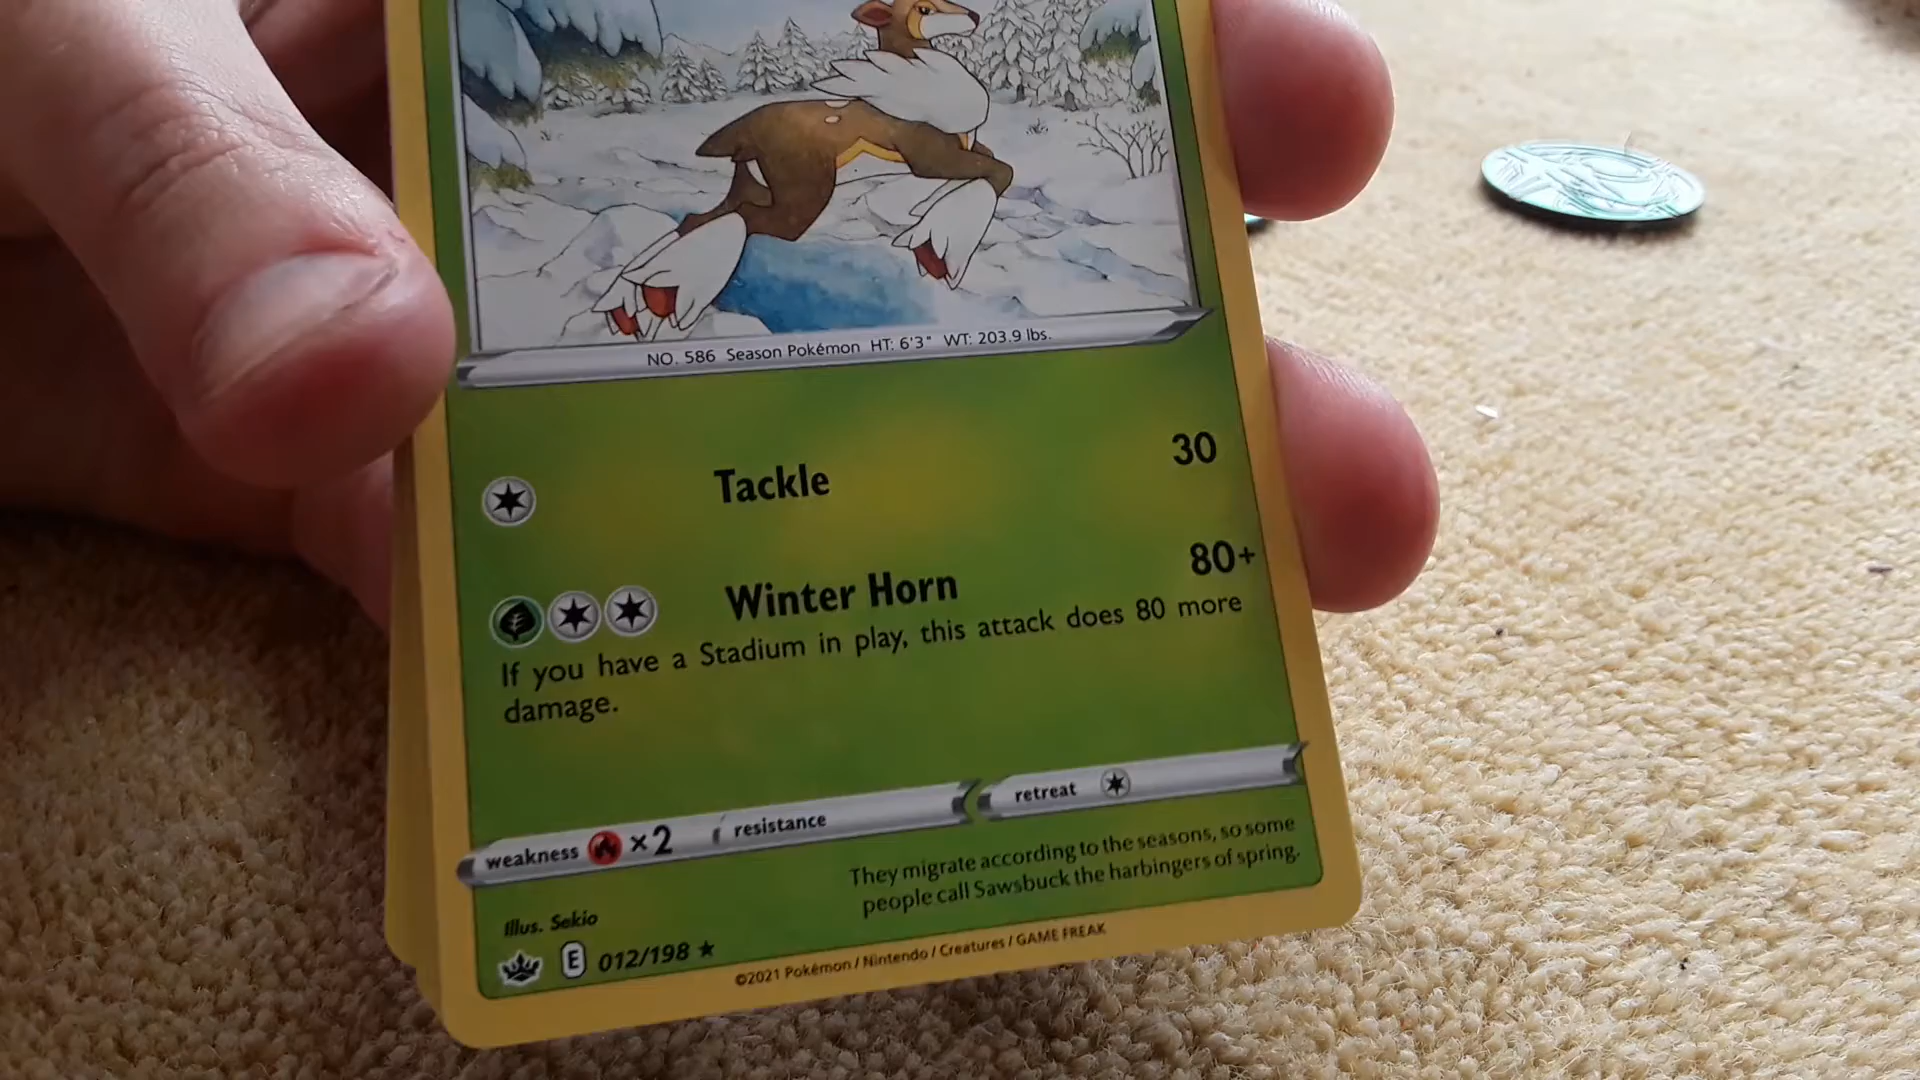 NO. 586 Season Pokémon HT: 6'3" WT: 203.9 lbs.
Tackle 30
Winter Horn 80+
If you have a Stadium in play, this attack does 80 more
damage.
weakness ×2 resistance retreat
They migrate according to the seasons, so some
people call Sawsbuck the harbingers of spring.
Illus. Sekio
E 012/198 ★
©2021 Pokémon / Nintendo / Creatures / GAME FREAK